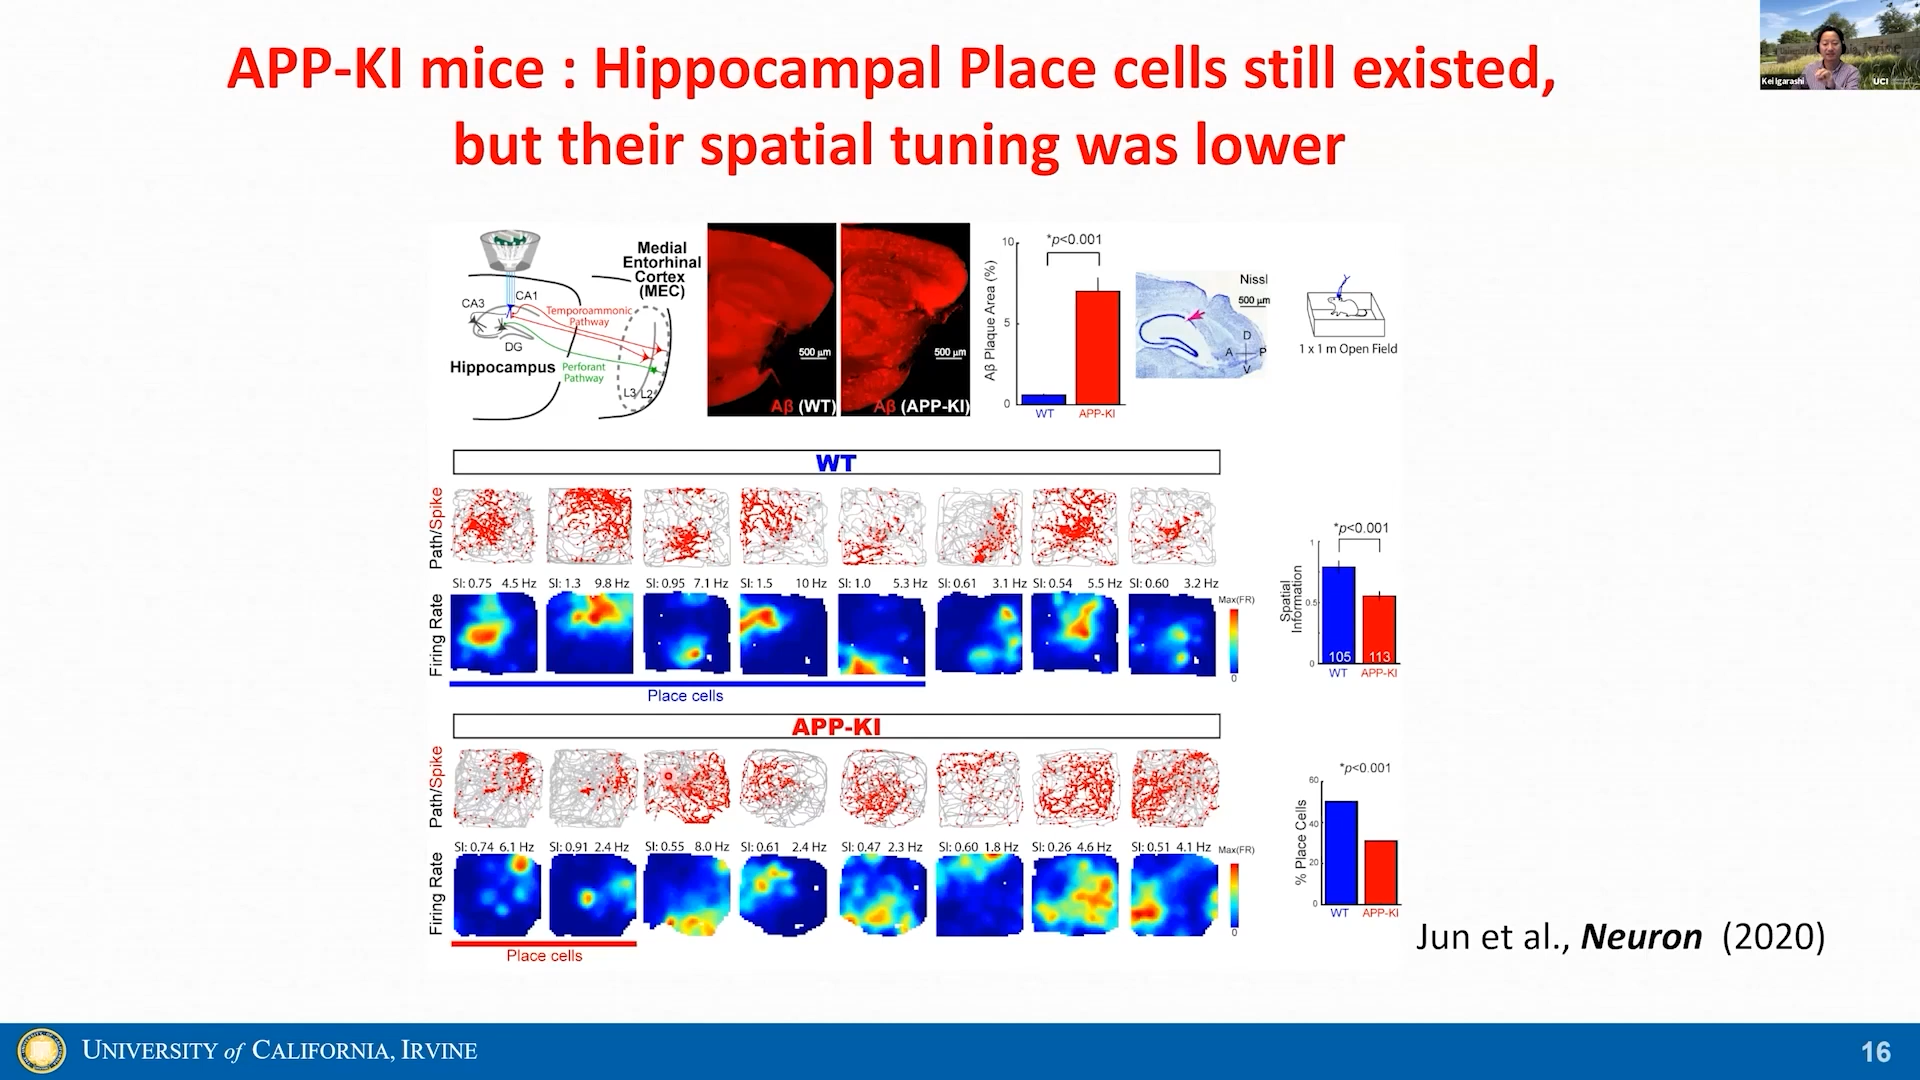 APP-KI mice : Hippocampal Place cells still existed,
but their spatial tuning was lower
Kei Igarashi
UCI
Medial
Entorhinal
Cortex
(MEC)
CA3
CA1
Temporoammonic
Pathway
DG
Hippocampus
Perforant
Pathway
L3
L2
500 μm
Aβ (WT)
500 μm
Aβ (APP-KI)
Aβ Plaque Area (%)
10
5
0
*p<0.001
WT
APP-KI
Nissl
500 μm
D
A
P
V
1 x 1 m Open Field
WT
Path/Spike
SI: 0.75 4.5 Hz
SI: 1.3 9.8 Hz
SI: 0.95 7.1 Hz
SI: 1.5 10 Hz
SI: 1.0 5.3 Hz
SI: 0.61 3.1 Hz
SI: 0.54 5.5 Hz
SI: 0.60 3.2 Hz
Firing Rate
Max(FR)
0
Place cells
*p<0.001
Spatial
Information
1
0.5
0
105
113
WT
APP-KI
APP-KI
Path/Spike
SI: 0.74 6.1 Hz
SI: 0.91 2.4 Hz
SI: 0.55 8.0 Hz
SI: 0.61 2.4 Hz
SI: 0.47 2.3 Hz
SI: 0.60 1.8 Hz
SI: 0.26 4.6 Hz
SI: 0.51 4.1 Hz
Firing Rate
Max(FR)
0
Place cells
*p<0.001
% Place Cells
60
40
20
0
WT
APP-KI
Jun et al., Neuron (2020)
UNIVERSITY of CALIFORNIA, IRVINE
16